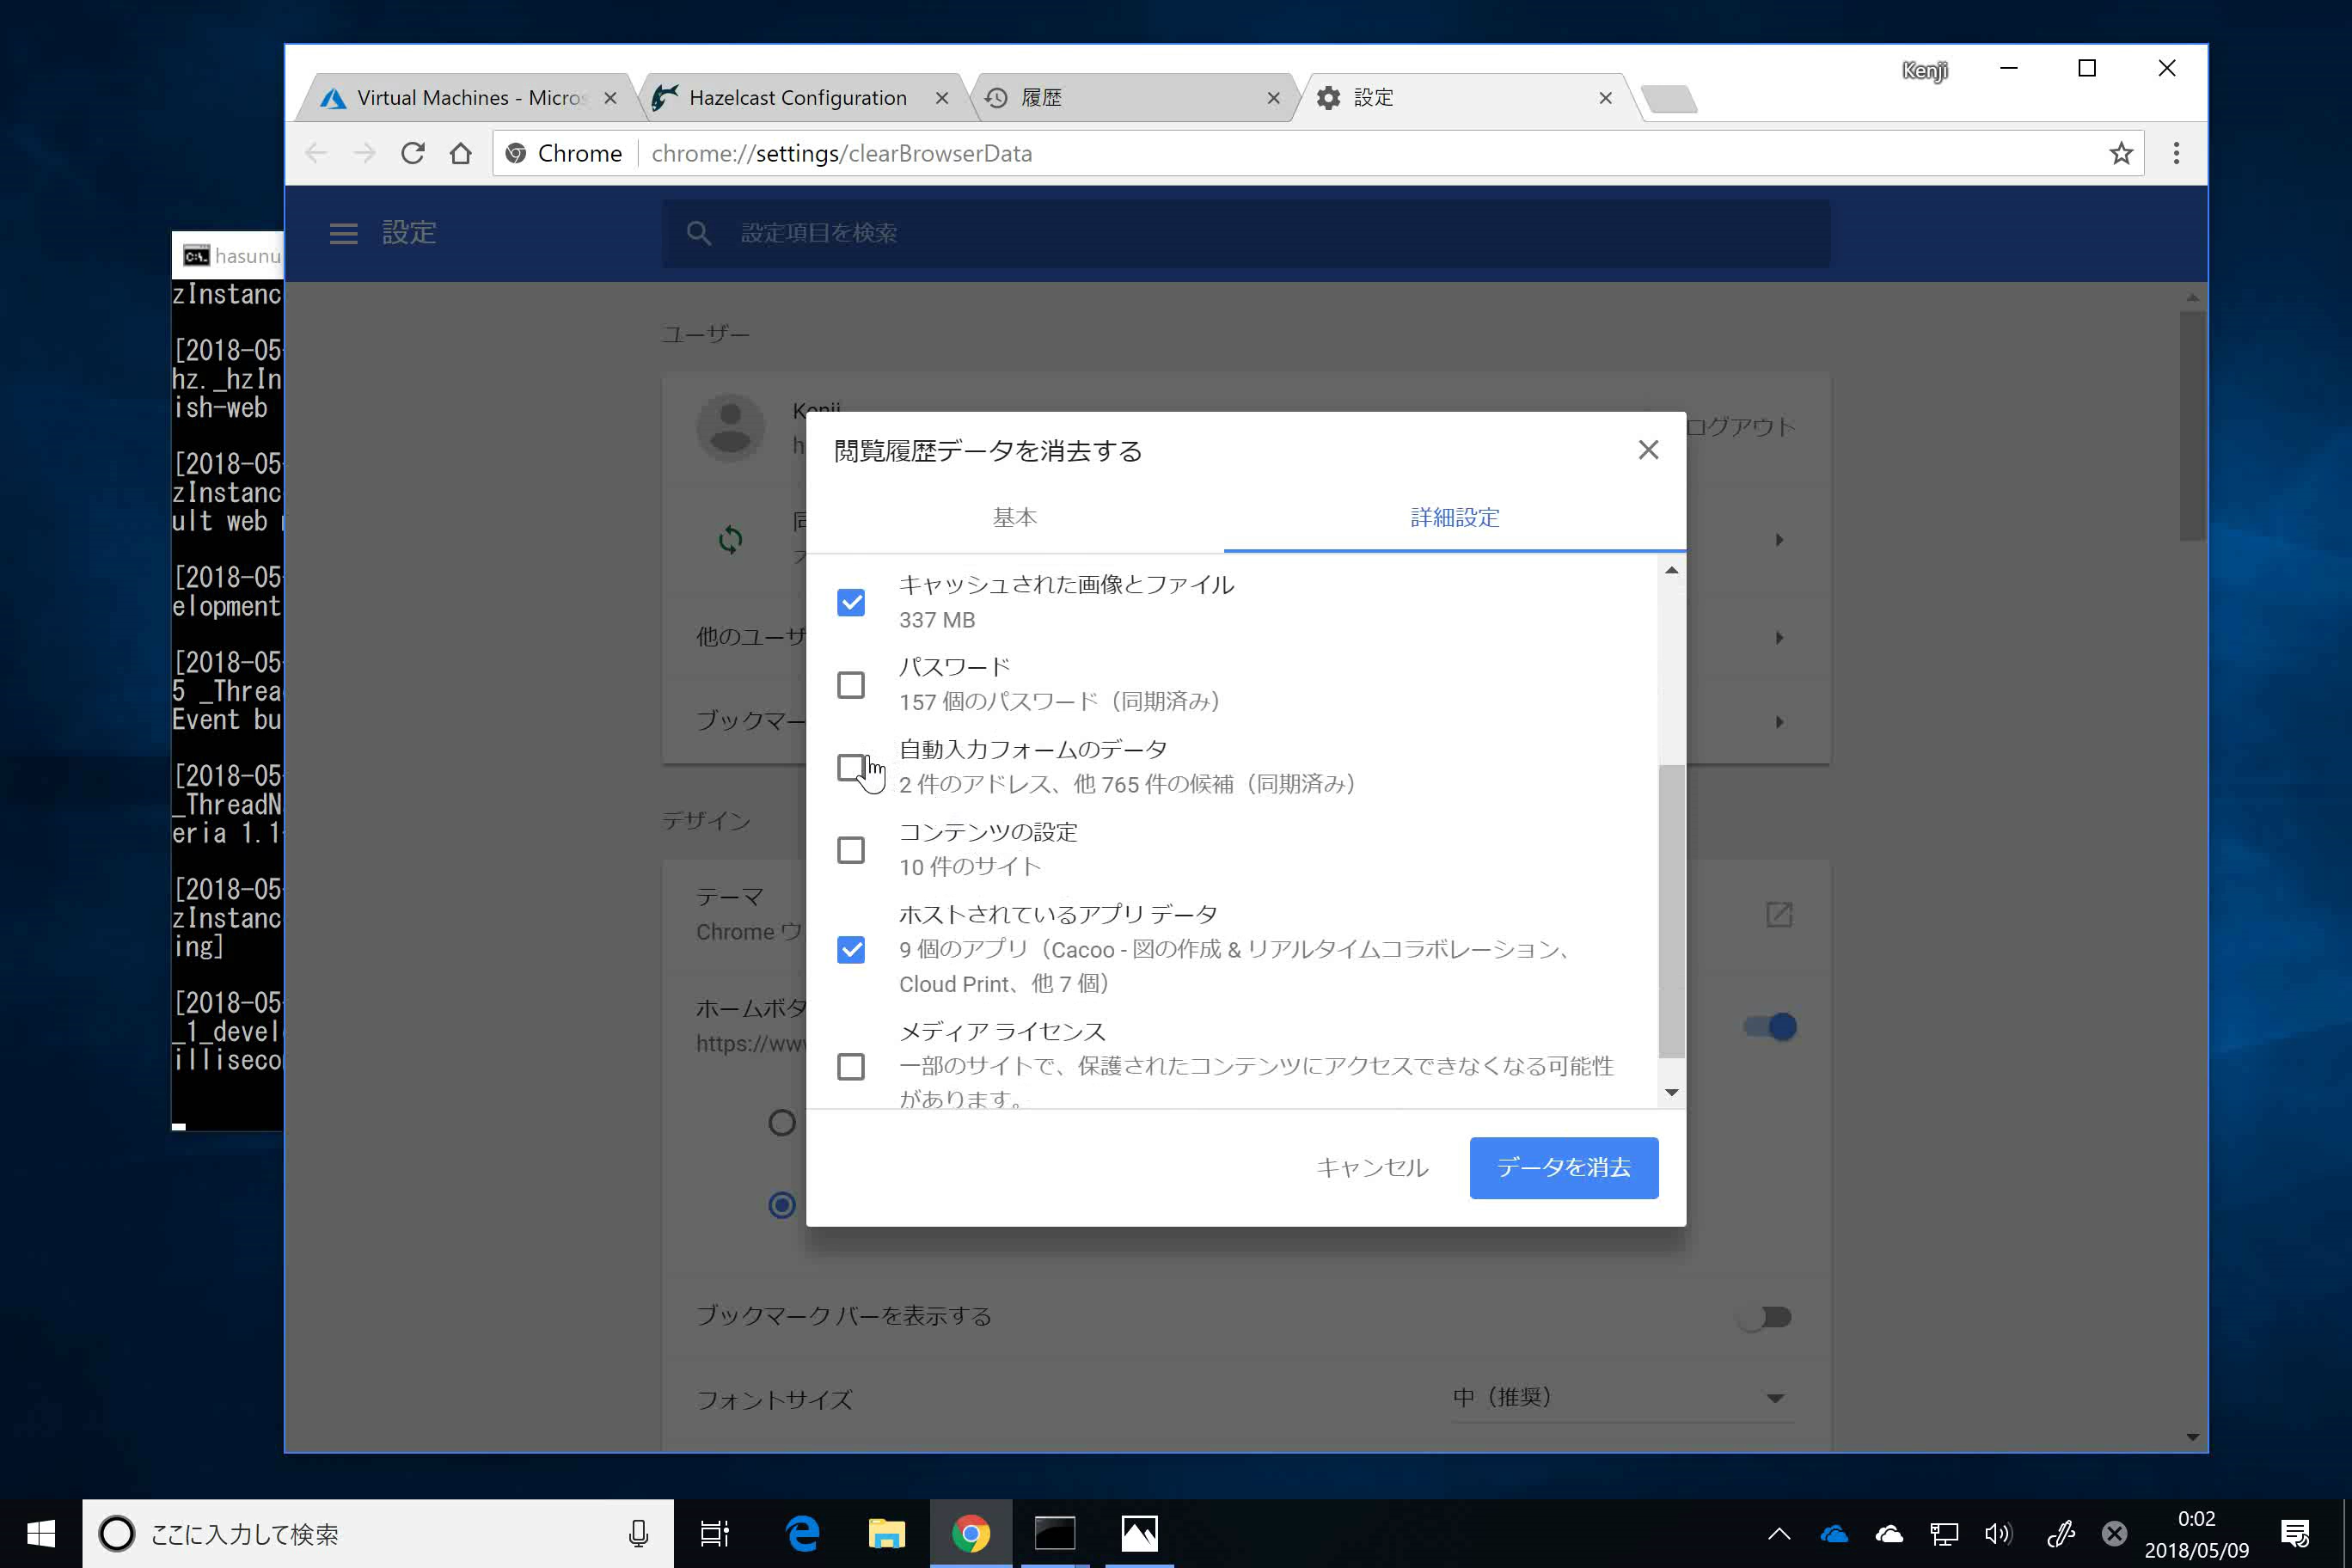 Kenji
Virtual Machines - Micros
Hazelcast Configuration
履歴
設定
Chrome
chrome://settings/clearBrowserData
設定
設定項目を検索
hasunu
zInstanc
[2018-05-
hz._hzIn
ish-web
[2018-05-
zInstanc
ult web
[2018-05-
elopment
[2018-05-
5 _Threa
Event bu
[2018-05-
_ThreadN
eria 1.1
[2018-05-
zInstanc
ing]
[2018-05-
_1_devel
illiseco
ユーザー
Kenji
ログアウト
他のユーザ
ブックマー
デザイン
テーマ
Chrome ウ
ホームボタ
https://ww
ブックマーク バーを表示する
フォントサイズ
中（推奨）
閲覧履歴データを消去する
基本
詳細設定
キャッシュされた画像とファイル
337 MB
パスワード
157 個のパスワード（同期済み）
自動入力フォームのデータ
2 件のアドレス、他 765 件の候補（同期済み）
コンテンツの設定
10 件のサイト
ホストされているアプリ データ
9 個のアプリ（Cacoo - 図の作成 & リアルタイムコラボレーション、
Cloud Print、他 7 個）
メディア ライセンス
一部のサイトで、保護されたコンテンツにアクセスできなくなる可能性
があります。
キャンセル
データを消去
ここに入力して検索
0:02
2018/05/09